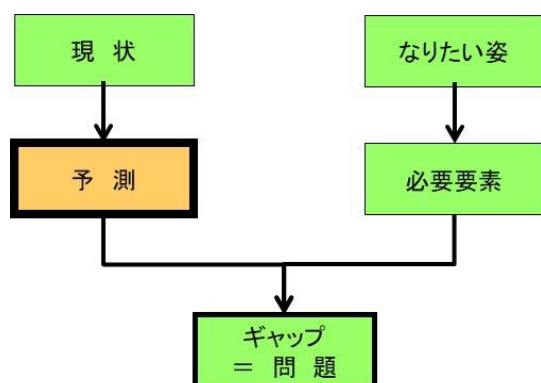 現 状
なりたい姿
予 測
必要要素
ギャップ
＝ 問 題